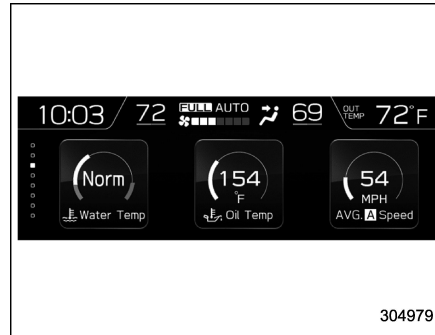 10:03 72 FULL AUTO 69 OUT TEMP 72°F
Norm
Water Temp
154
°F
Oil Temp
54
MPH
AVG. A Speed
304979